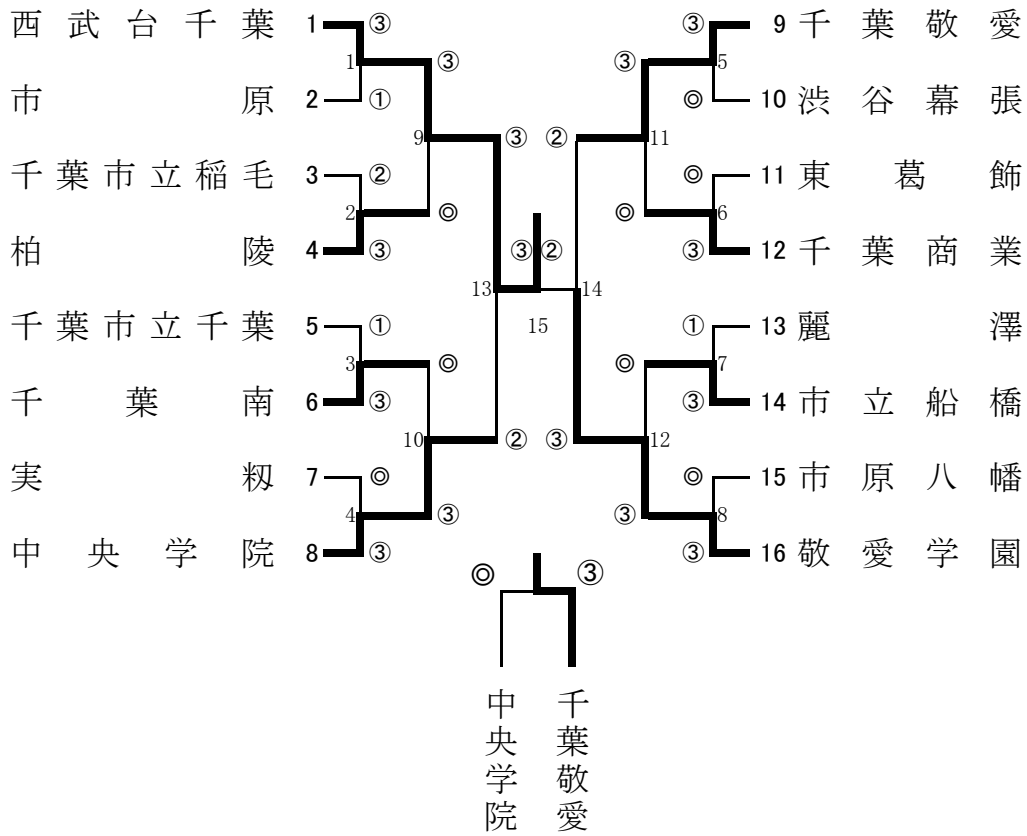 西武台千葉 1 ③ ③ 9 千葉敬愛
1 ③ ③ 5
市原 2 ① ◎ 10 渋谷幕張
9 ③ ② 11
千葉市立稲毛 3 ② ◎ 11 東葛飾
2 ◎ ◎ 6
柏陵 4 ③ ③ ② ③ 12 千葉商業
13 14
千葉市立千葉 5 ① 15 ① 13 麗澤
3 ◎ ◎ 7
千葉南 6 ③ ③ 14 市立船橋
10 ② ③ 12
実籾 7 ◎ ◎ 15 市原八幡
4 ③ ③ 8
中央学院 8 ③ ③ 16 敬愛学園
◎ ③
中央学院
千葉敬愛